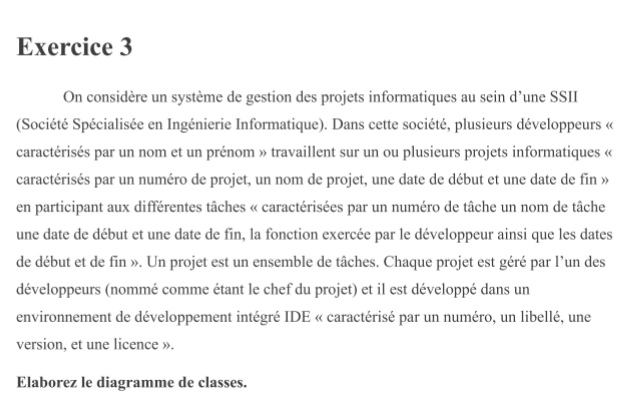 Exercice 3
On considère un système de gestion des projets informatiques au sein d'une SSII
(Société Spécialisée en Ingénierie Informatique). Dans cette société, plusieurs développeurs «
caractérisés par un nom et un prénom » travaillent sur un ou plusieurs projets informatiques «
caractérisés par un numéro de projet, un nom de projet, une date de début et une date de fin »
en participant aux différentes tâches « caractérisées par un numéro de tâche un nom de tâche
une date de début et une date de fin, la fonction exercée par le développeur ainsi que les dates
de début et de fin ». Un projet est un ensemble de tâches. Chaque projet est géré par l'un des
développeurs (nommé comme étant le chef du projet) et il est développé dans un
environnement de développement intégré IDE « caractérisé par un numéro, un libellé, une
version, et une licence ».
Elaborez le diagramme de classes.